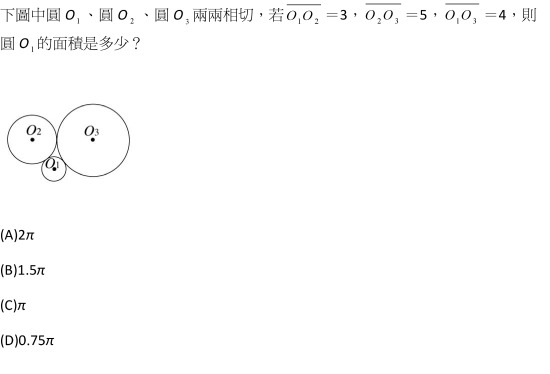 下圖中圓 O₁、圓 O₂、圓 O₃ 兩兩相切，若 O₁O₂ ＝3，O₂O₃ ＝5，O₁O₃ ＝4，則
圓 O₁ 的面積是多少？
O2 O3
O1
(A)2π
(B)1.5π
(C)π
(D)0.75π